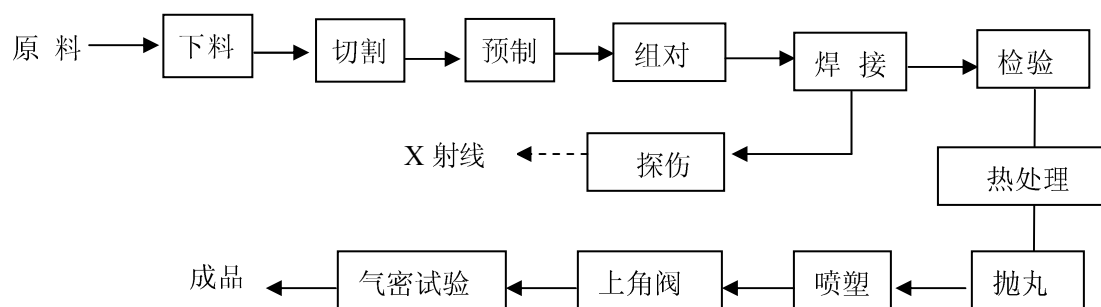 原 料
下料
切割
预制
组对
焊 接
检验
X 射线
探伤
热处理
成品
气密试验
上角阀
喷塑
抛丸